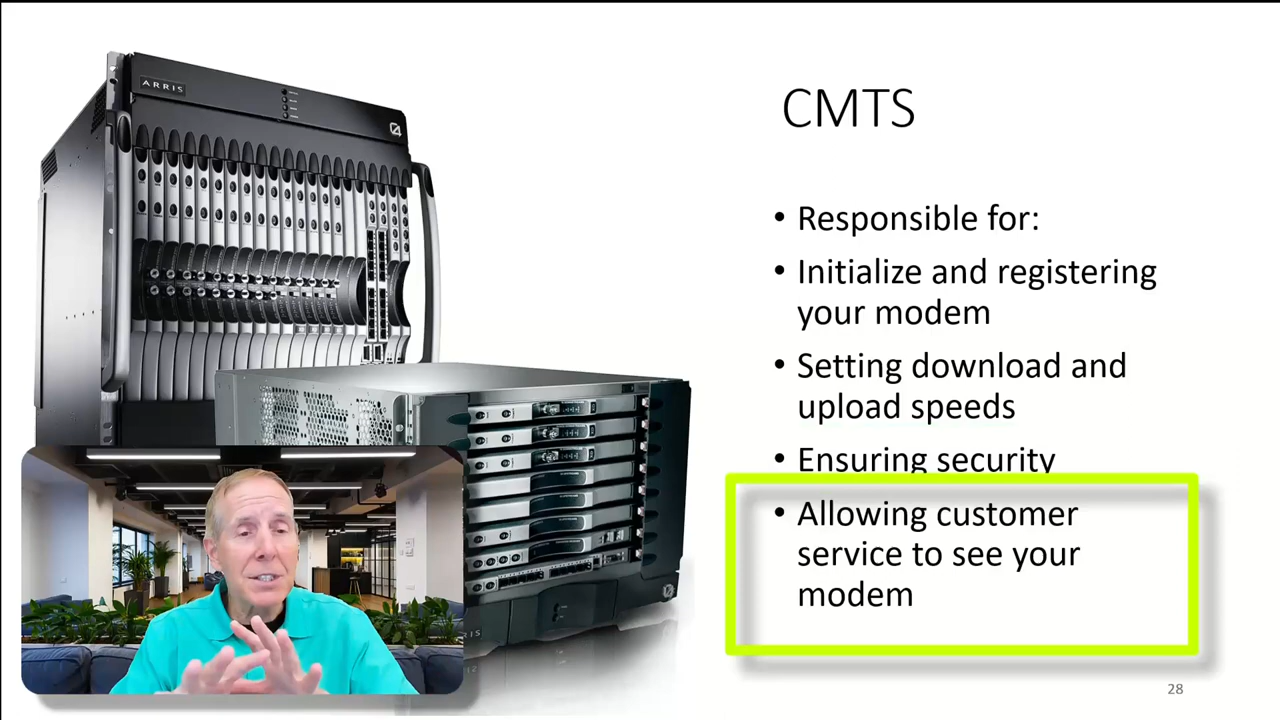 ARRIS
CMTS
• Responsible for:
• Initialize and registering
your modem
• Setting download and
upload speeds
• Ensuring security
• Allowing customer
service to see your
modem
28